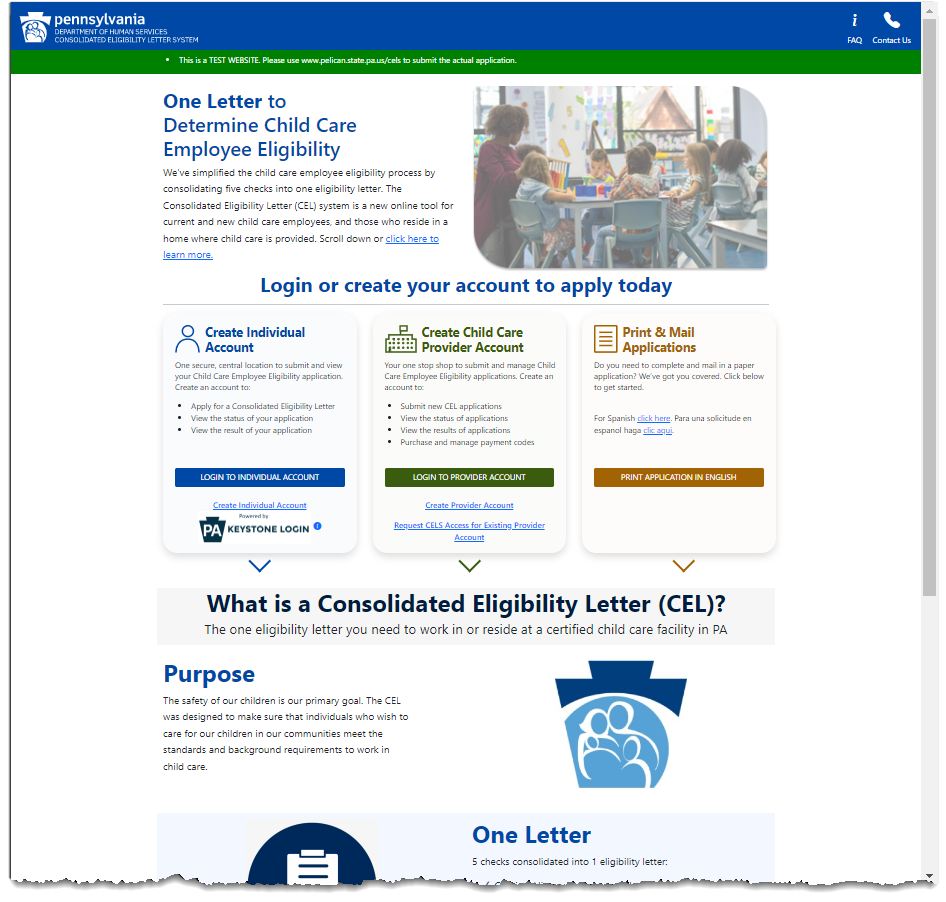 pennsylvania
DEPARTMENT OF HUMAN SERVICES
CONSOLIDATED ELIGIBILITY LETTER SYSTEM
FAQ
Contact Us
• This is a TEST WEBSITE. Please use www.pelican.state.pa.us/cels to submit the actual application.
One Letter to
Determine Child Care
Employee Eligibility
We've simplified the child care employee eligibility process by
consolidating five checks into one eligibility letter. The
Consolidated Eligibility Letter (CEL) system is a new online tool for
current and new child care employees, and those who reside in a
home where child care is provided. Scroll down or click here to
learn more.
Login or create your account to apply today
Create Individual
Account
One secure, central location to submit and view
your Child Care Employee Eligibility application.
Create an account to:
• Apply for a Consolidated Eligibility Letter
• View the status of your application
• View the result of your application
LOGIN TO INDIVIDUAL ACCOUNT
Create Individual Account
Powered by
PA KEYSTONE LOGIN
Create Child Care
Provider Account
Your one stop shop to submit and manage Child
Care Employee Eligibility applications. Create an
account to:
• Submit new CEL applications
• View the status of applications
• View the results of applications
• Purchase and manage payment codes
LOGIN TO PROVIDER ACCOUNT
Create Provider Account
Request CELS Access for Existing Provider
Account
Print & Mail
Applications
Do you need to complete and mail in a paper
application? We've got you covered. Click below
to get started.
For Spanish click here. Para una solicitude en
espanol haga clic aqui.
PRINT APPLICATION IN ENGLISH
What is a Consolidated Eligibility Letter (CEL)?
The one eligibility letter you need to work in or reside at a certified child care facility in PA
Purpose
The safety of our children is our primary goal. The CEL
was designed to make sure that individuals who wish to
care for our children in our communities meet the
standards and background requirements to work in
child care.
One Letter
5 checks consolidated into 1 eligibility letter: